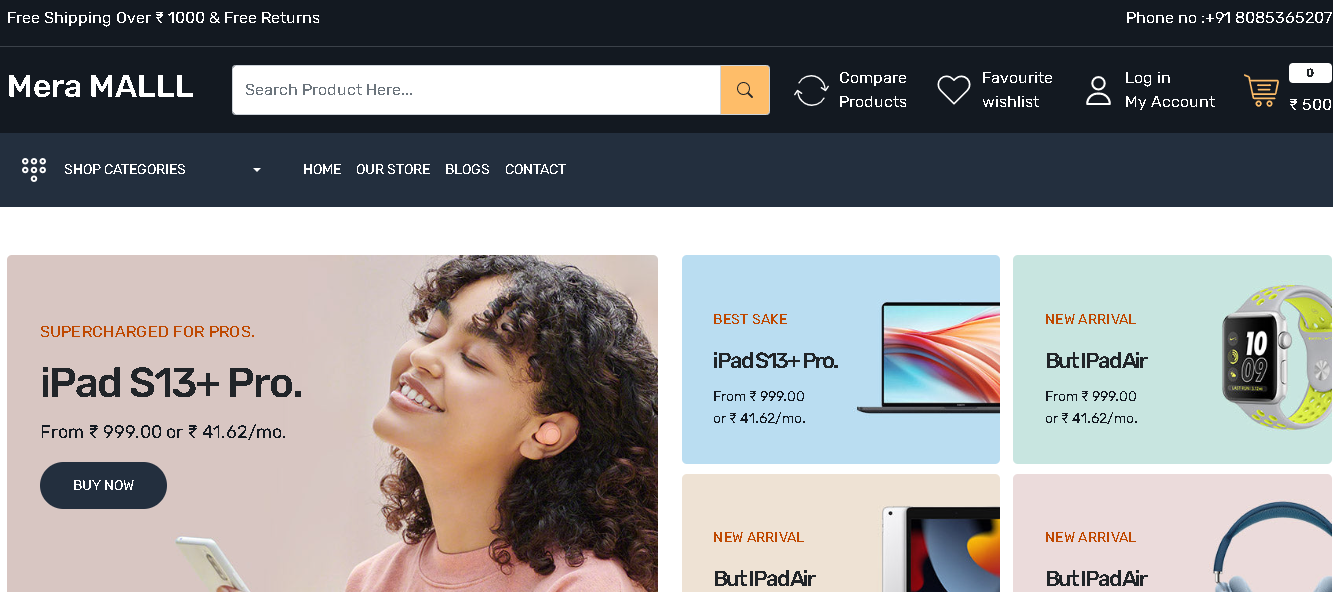 Free Shipping Over ₹ 1000 & Free Returns
Phone no :+91 8085365207
Mera MALLL
Search Product Here...
Compare
Products
Favourite
wishlist
Log in
My Account
0
₹ 500
SHOP CATEGORIES
HOME OUR STORE BLOGS CONTACT
SUPERCHARGED FOR PROS.
iPad S13+ Pro.
From ₹ 999.00 or ₹ 41.62/mo.
BUY NOW
BEST SAKE
iPad S13+ Pro.
From ₹ 999.00
or ₹ 41.62/mo.
NEW ARRIVAL
But IPad Air
From ₹ 999.00
or ₹ 41.62/mo.
10
09
NEW ARRIVAL
But IPad Air
NEW ARRIVAL
But IPad Air